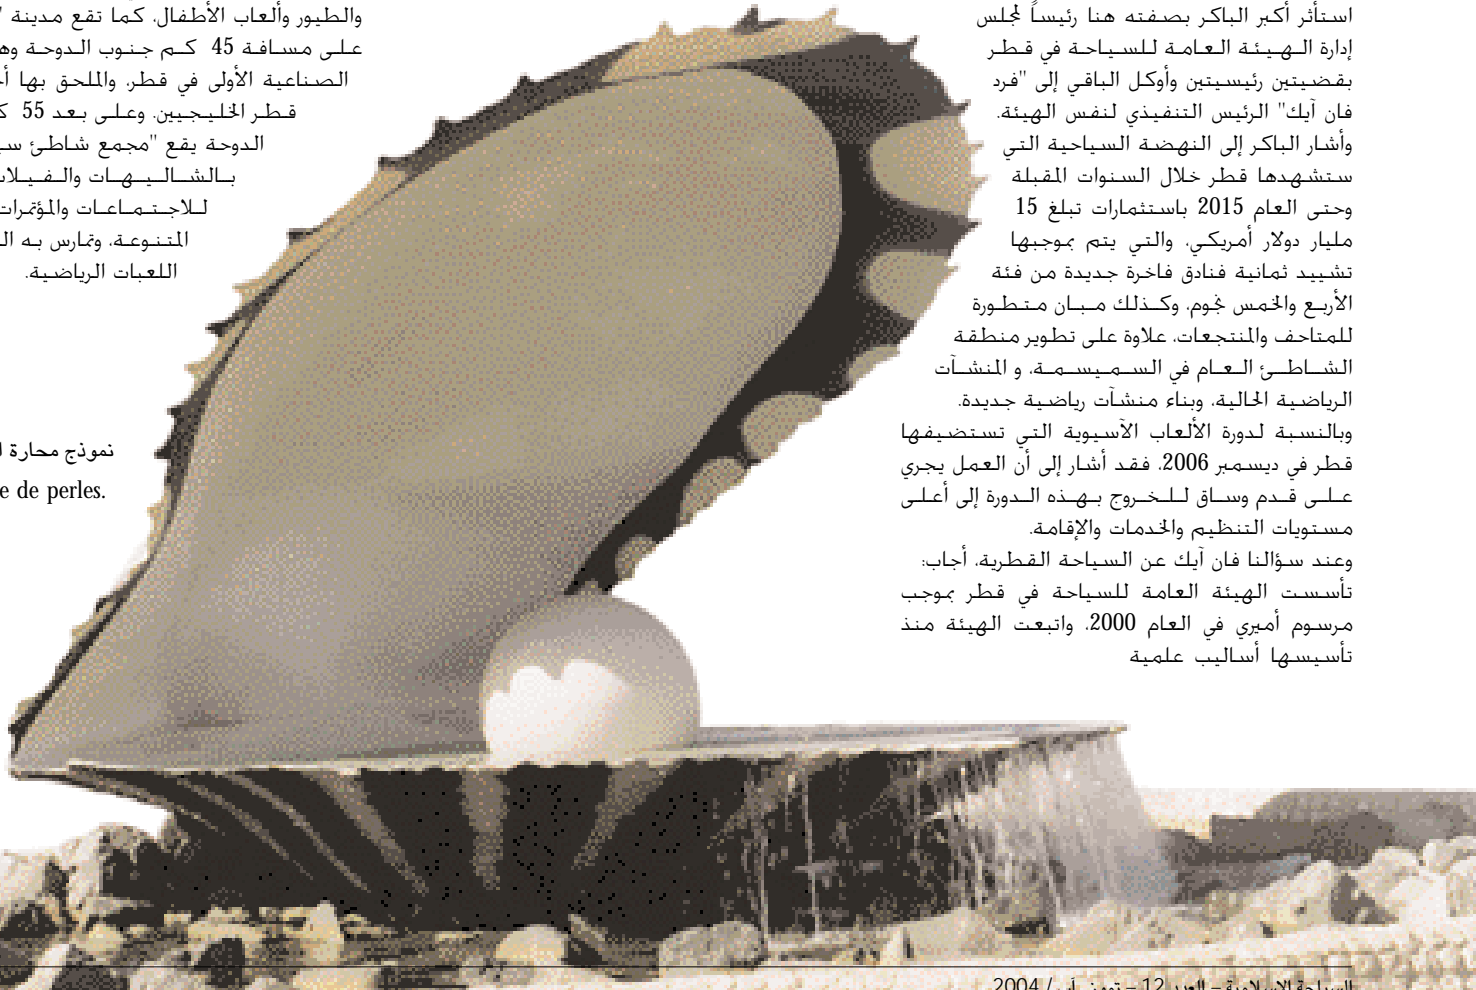 استأثر أكبر الباكر بصفته هنا رئيساً لمجلس
إدارة الهيئة العامة للسياحة في قطر
بقضيتين رئيسيتين وأوكل الباقي إلى "فرد
فان آيك" الرئيس التنفيذي لنفس الهيئة.
وأشار الباكر إلى النهضة السياحية التي
ستشهدها قطر خلال السنوات المقبلة
وحتى العام 2015 باستثمارات تبلغ 15
مليار دولار أمريكي، والتي يتم بموجبها
تشييد ثمانية فنادق فاخرة جديدة من فئة
الأربع والخمس نجوم، وكذلك مبان متطورة
للمتاحف والمنتجعات، علاوة على تطوير منطقة
الشاطئ العام في السميسمة، و المنشآت
الرياضية الحالية، وبناء منشآت رياضية جديدة.
وبالنسبة لدورة الألعاب الآسيوية التي تستضيفها
قطر في ديسمبر 2006، فقد أشار إلى أن العمل يجري
على قدم وساق للخروج بهذه الدورة إلى أعلى
مستويات التنظيم والخدمات والإقامة.
وعند سؤالنا فان آيك عن السياحة القطرية، أجاب:
تأسست الهيئة العامة للسياحة في قطر بموجب
مرسوم أميري في العام 2000، واتبعت الهيئة منذ
تأسيسها أساليب علمية
والطيور وألعاب الأطفال، كما تقع مدينة "
على مسافة 45 كم جنوب الدوحة
الصناعية الأولى في قطر، والملحق بها
قطر الخليجيين، وعلى بعد 55
الدوحة يقع "مجمع شاطئ
بالشاليهات والفيلات
للاجتماعات والمؤتمرات
المتنوعة، وتمارس به
اللعبات الرياضية.
نموذج محارة
de perles.
السياحة الإسلامية – العدد 12 – تموز- آب / 2004